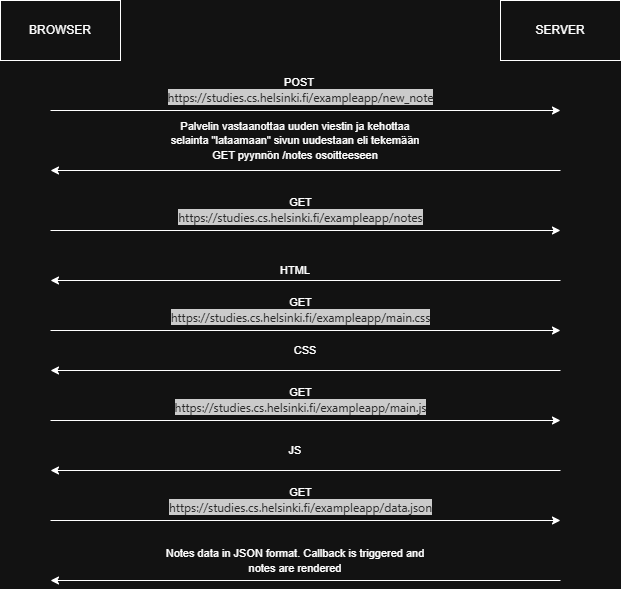 BROWSER
SERVER
POST
https://studies.cs.helsinki.fi/exampleapp/new_note
Palvelin vastaanottaa uuden viestin ja kehottaa
selainta "lataamaan" sivun uudestaan eli tekemään
GET pyynnön /notes osoitteeseen
GET
https://studies.cs.helsinki.fi/exampleapp/notes
HTML
GET
https://studies.cs.helsinki.fi/exampleapp/main.css
CSS
GET
https://studies.cs.helsinki.fi/exampleapp/main.js
JS
GET
https://studies.cs.helsinki.fi/exampleapp/data.json
Notes data in JSON format. Callback is triggered and
notes are rendered